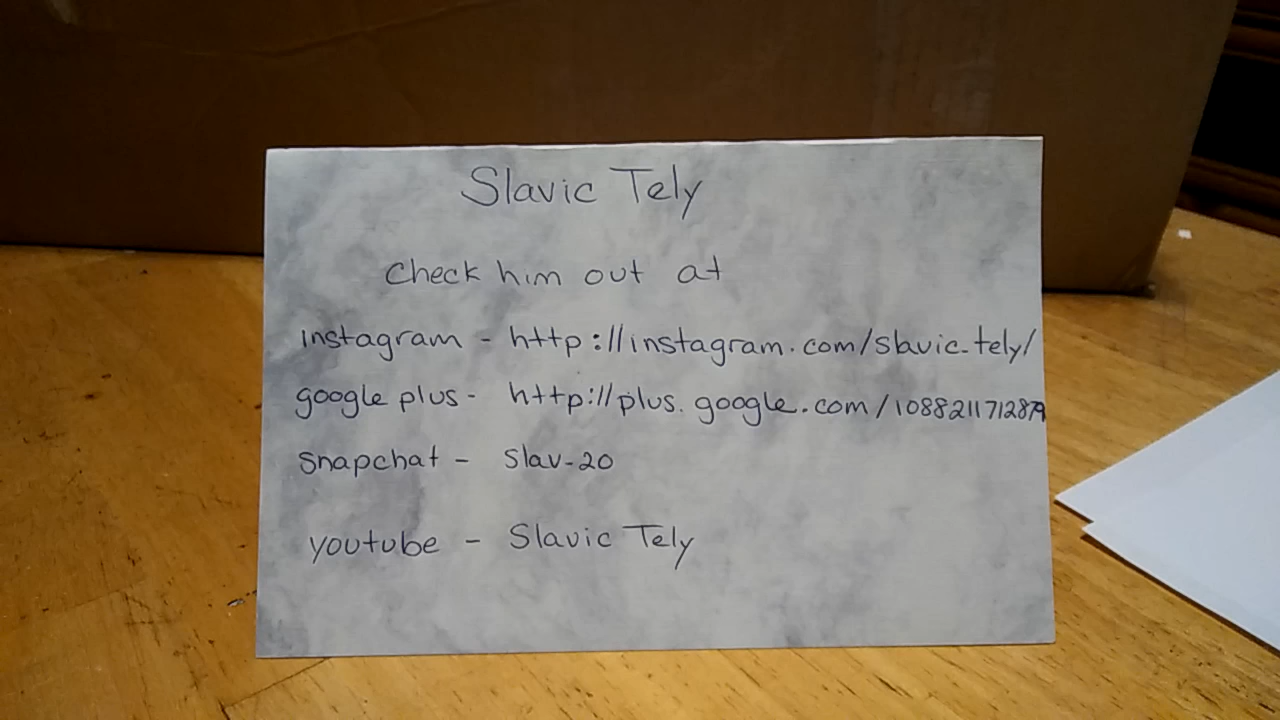 Slavic Tely
Check him out at
instagram - http://instagram.com/slavic.tely/
google plus - http://plus.google.com/1088211712879
snapchat - slav-20
youtube - Slavic Tely